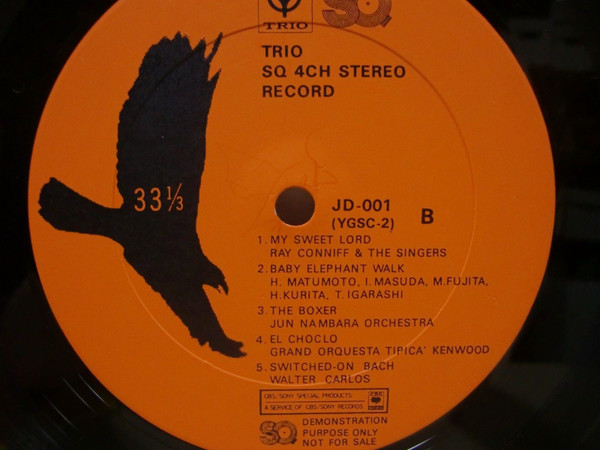 TRIO
SQ
TRIO
SQ 4CH STEREO
RECORD
33⅓
JD-001
(YGSC-2)
B
1. MY SWEET LORD
RAY CONNIFF & THE SINGERS
2. BABY ELEPHANT WALK
H. MATUMOTO, I. MASUDA, M. FUJITA,
H. KURITA, T. IGARASHI
3. THE BOXER
JUN NAMBARA ORCHESTRA
4. EL CHOCLO
GRAND ORQUESTA TIPICA' KENWOOD
5. SWITCHED-ON BACH
WALTER CARLOS
CBS/SONY SPECIAL PRODUCTS
A SERVICE OF CBS/SONY RECORDS
SQ
DEMONSTRATION
PURPOSE ONLY
NOT FOR SALE